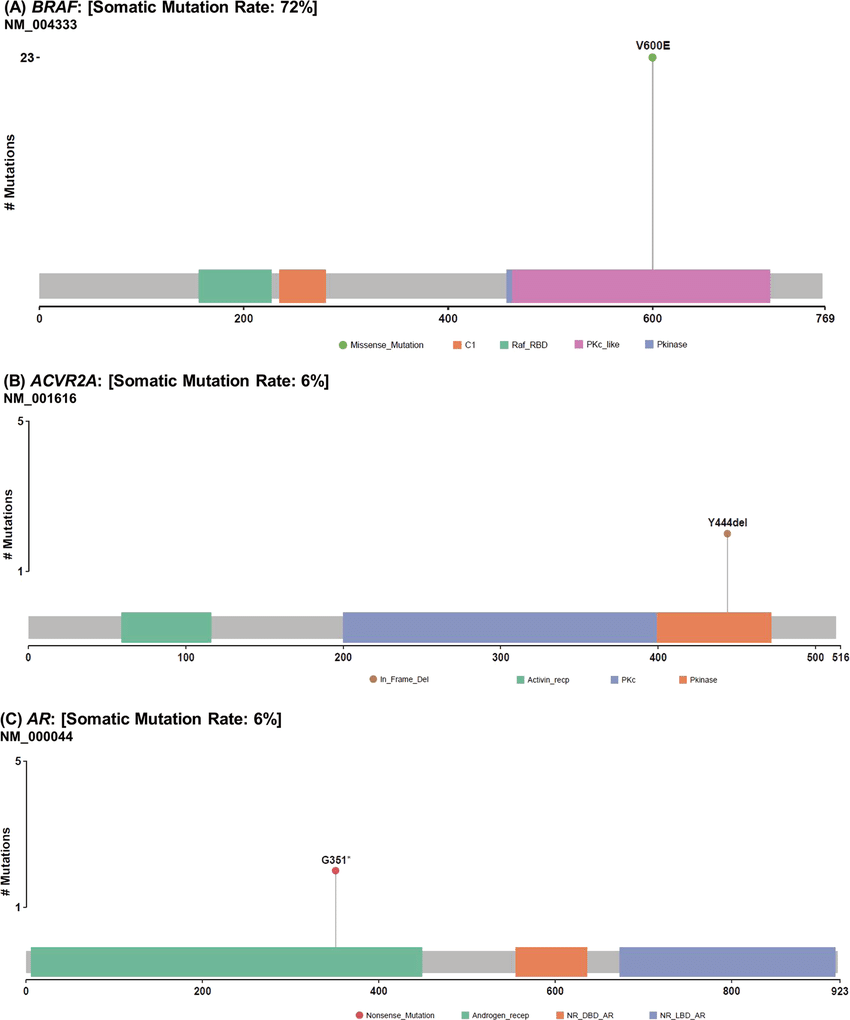 (A) BRAF: [Somatic Mutation Rate: 72%]
NM_004333
V600E
23
# Mutations
0 200 400 600 769
Missense_Mutation C1 Raf_RBD PKc_like Pkinase
(B) ACVR2A: [Somatic Mutation Rate: 6%]
NM_001616
5
Y444del
# Mutations
1
0 100 200 300 400 500 516
In_Frame_Del Activin_recp PKc Pkinase
(C) AR: [Somatic Mutation Rate: 6%]
NM_000044
5
G351*
# Mutations
1
0 200 400 600 800 923
Nonsense_Mutation Androgen_recep NR_DBD_AR NR_LBD_AR